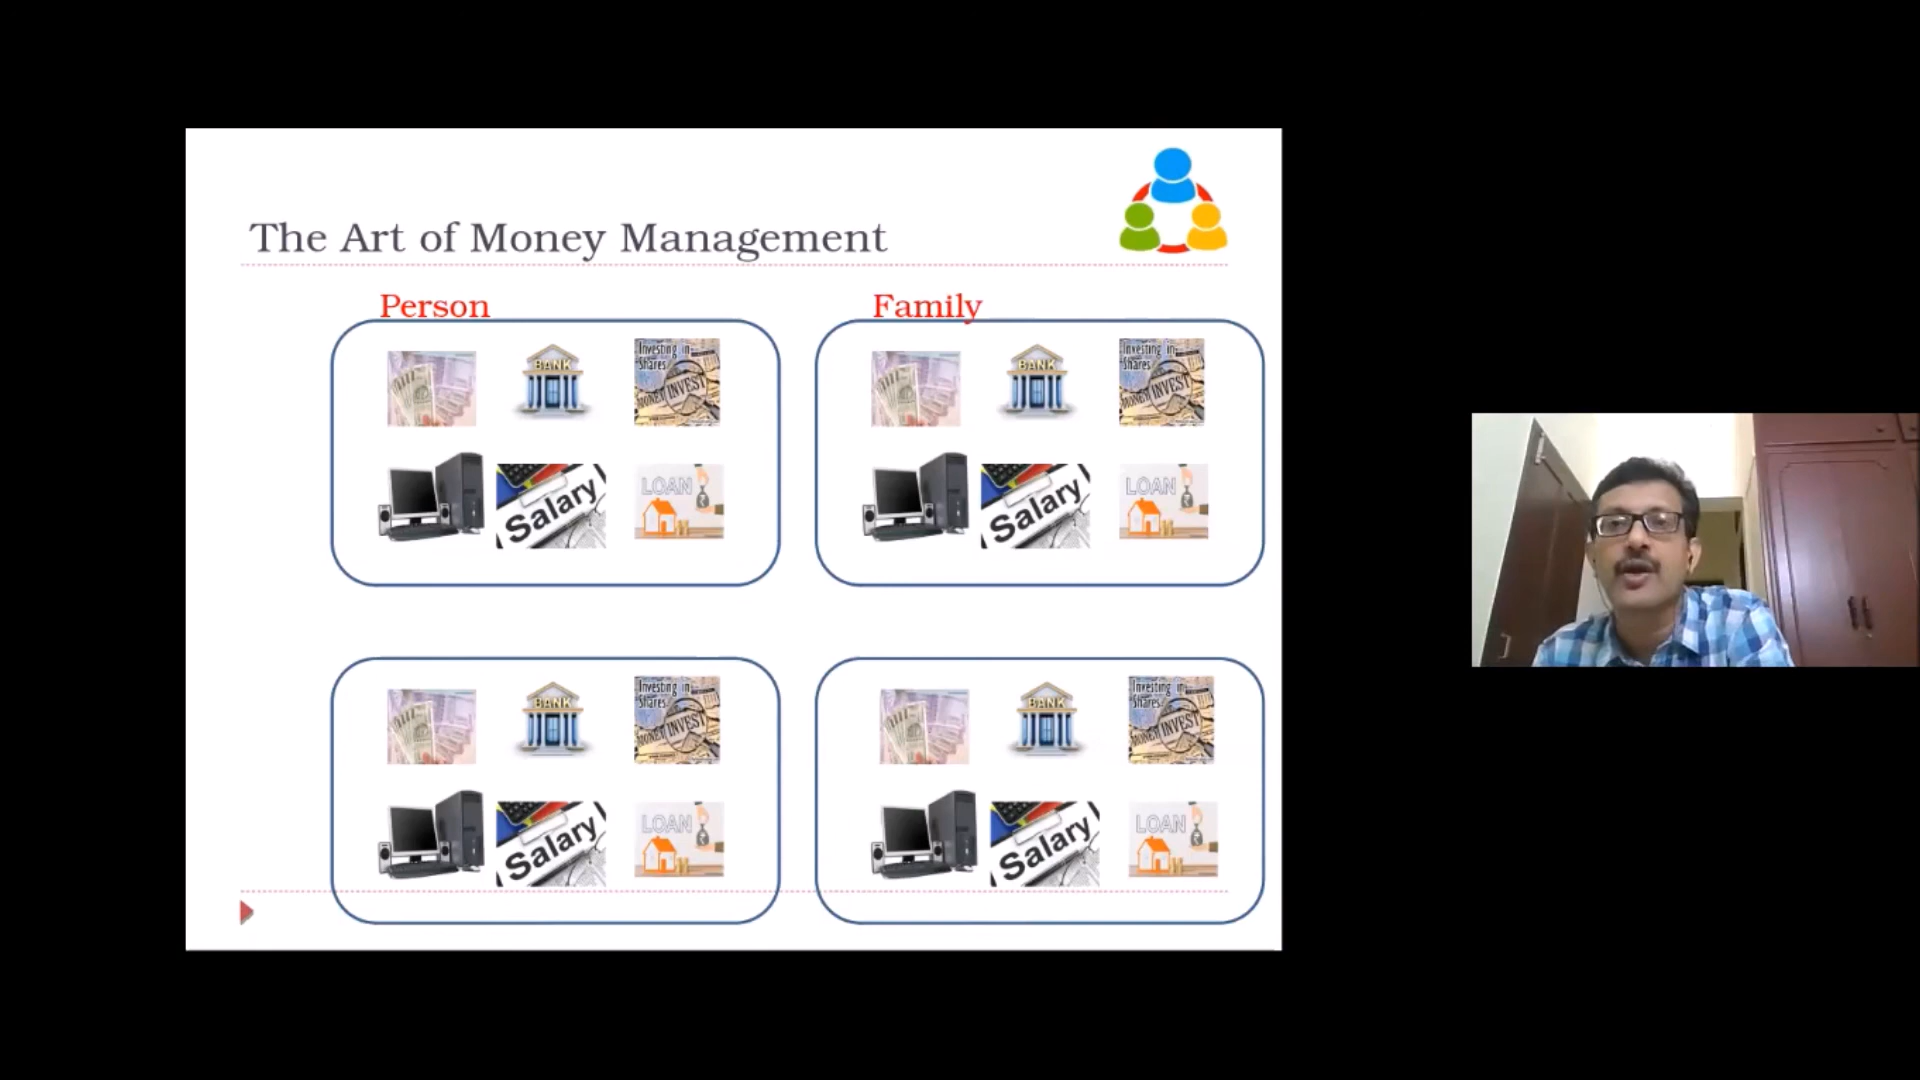 The Art of Money Management
Person
Family
BANK
Investing in
Shares
MONEY INVEST
Salary
LOAN
BANK
Investing in
Shares
MONEY INVEST
Salary
LOAN
BANK
Investing in
Shares
MONEY INVEST
Salary
LOAN
BANK
Investing in
Shares
MONEY INVEST
Salary
LOAN